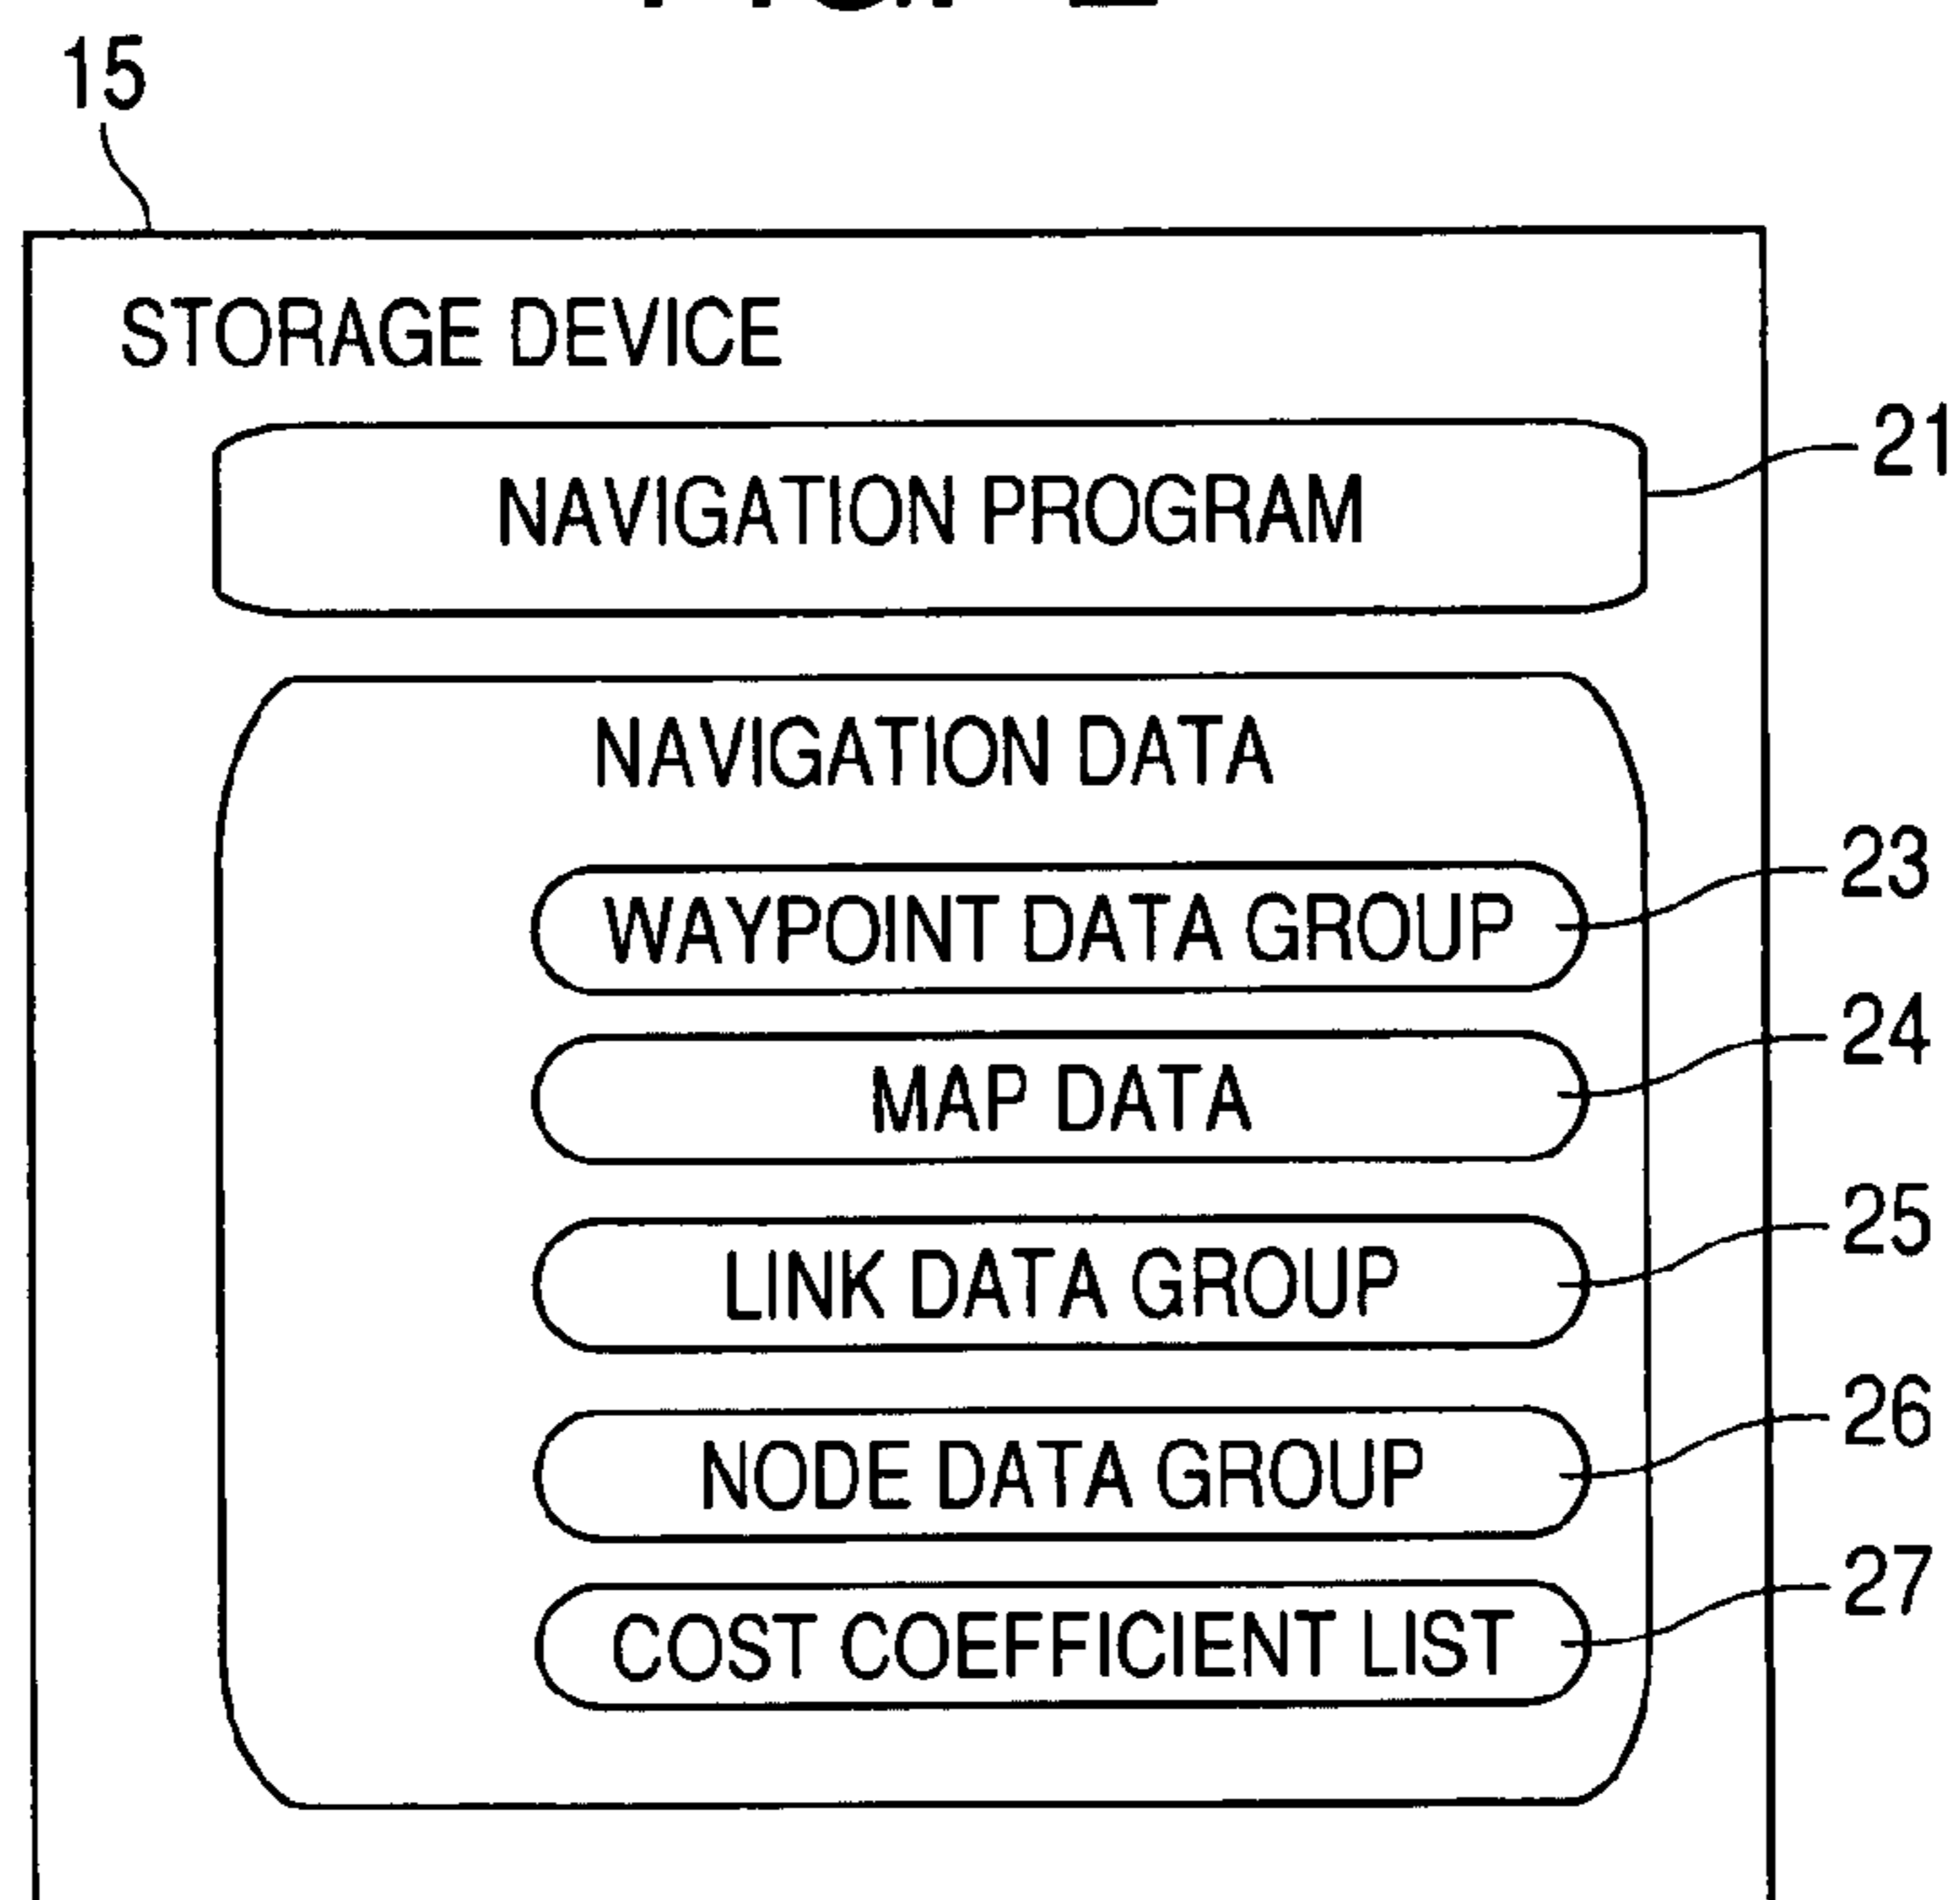 15
STORAGE DEVICE
NAVIGATION PROGRAM
21
NAVIGATION DATA
WAYPOINT DATA GROUP
23
MAP DATA
24
LINK DATA GROUP
25
NODE DATA GROUP
26
COST COEFFICIENT LIST
27